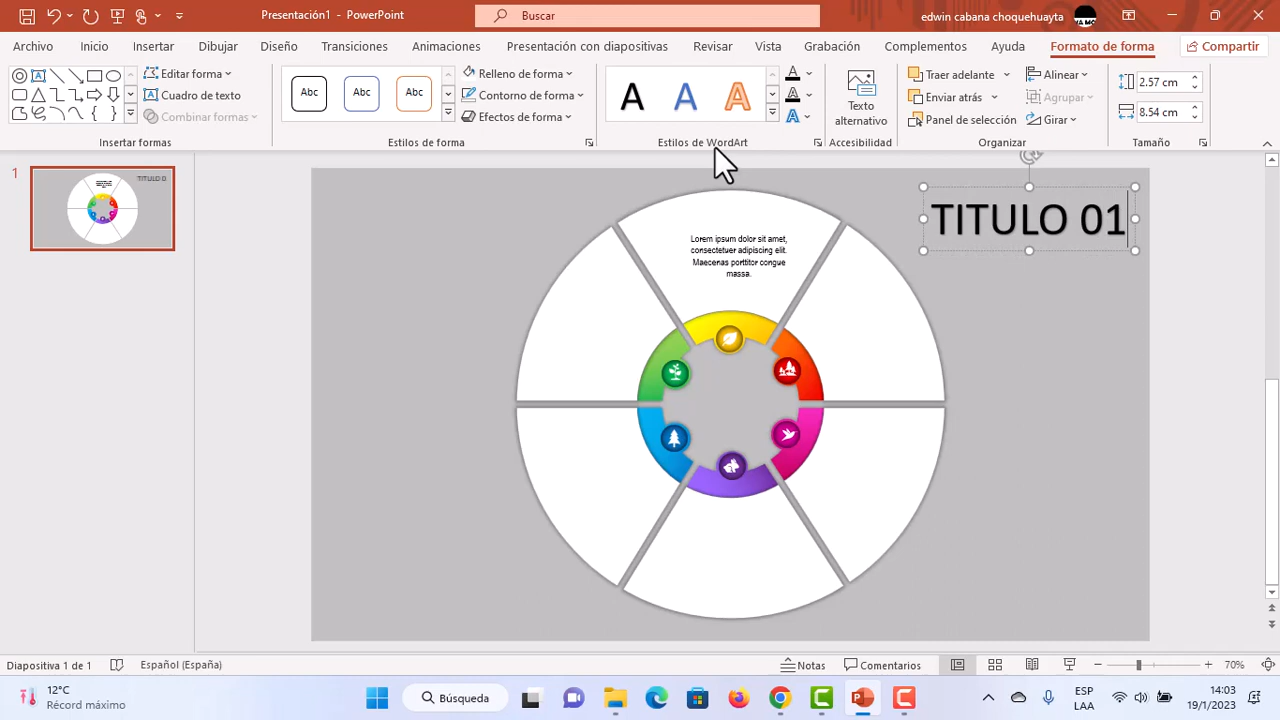 Presentación1 - PowerPoint
Buscar
edwin cabana choquehuayta
Archivo Inicio Insertar Dibujar Diseño Transiciones Animaciones Presentación con diapositivas Revisar Vista Grabación Complementos Ayuda Formato de forma Compartir
Editar forma
Cuadro de texto
Combinar formas
Insertar formas
Abc Abc Abc
Relleno de forma
Contorno de forma
Efectos de forma
Estilos de forma
A A A
A
A
A
Estilos de WordArt
Texto
alternativo
Accesibilidad
Traer adelante
Enviar atrás
Panel de selección
Alinear
Agrupar
Girar
Organizar
2.57 cm
8.54 cm
Tamaño
1
TITULO 01
Lorem ipsum dolor sit amet,
consectetuer adipiscing elit.
Maecenas porttitor congue
massa.
Diapositiva 1 de 1
Español (España)
Notas
Comentarios
70%
12°C
Récord máximo
Búsqueda
ESP
LAA
14:03
19/1/2023